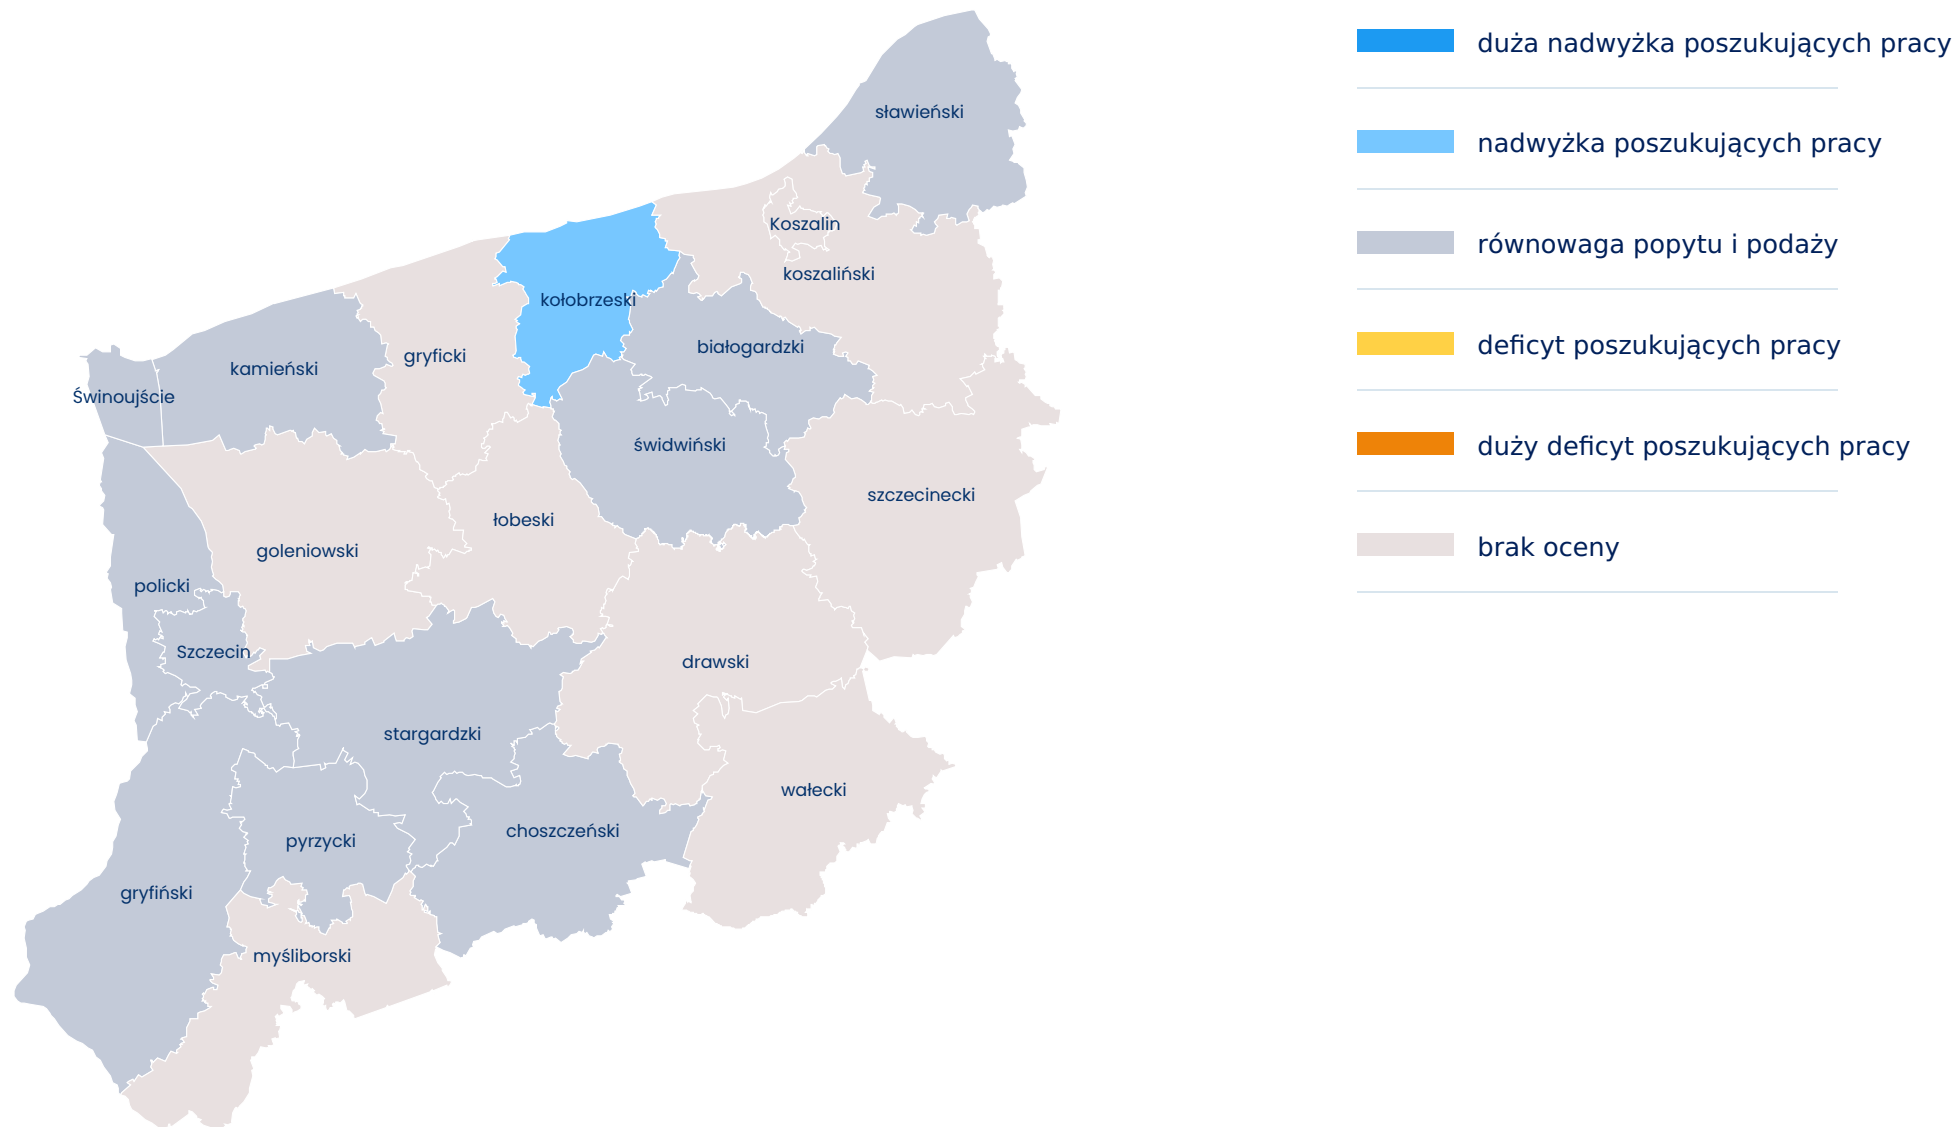 duża nadwyżka poszukujących pracy
nadwyżka poszukujących pracy
równowaga popytu i podaży
deficyt poszukujących pracy
duży deficyt poszukujących pracy
brak oceny
sławieński
Koszalin
koszaliński
kołobrzeski
białogardzki
gryficki
kamieński
Świnoujście
świdwiński
szczecinecki
łobeski
goleniowski
policki
Szczecin
drawski
stargardzki
wałecki
choszczeński
pyrzycki
gryfiński
myśliborski